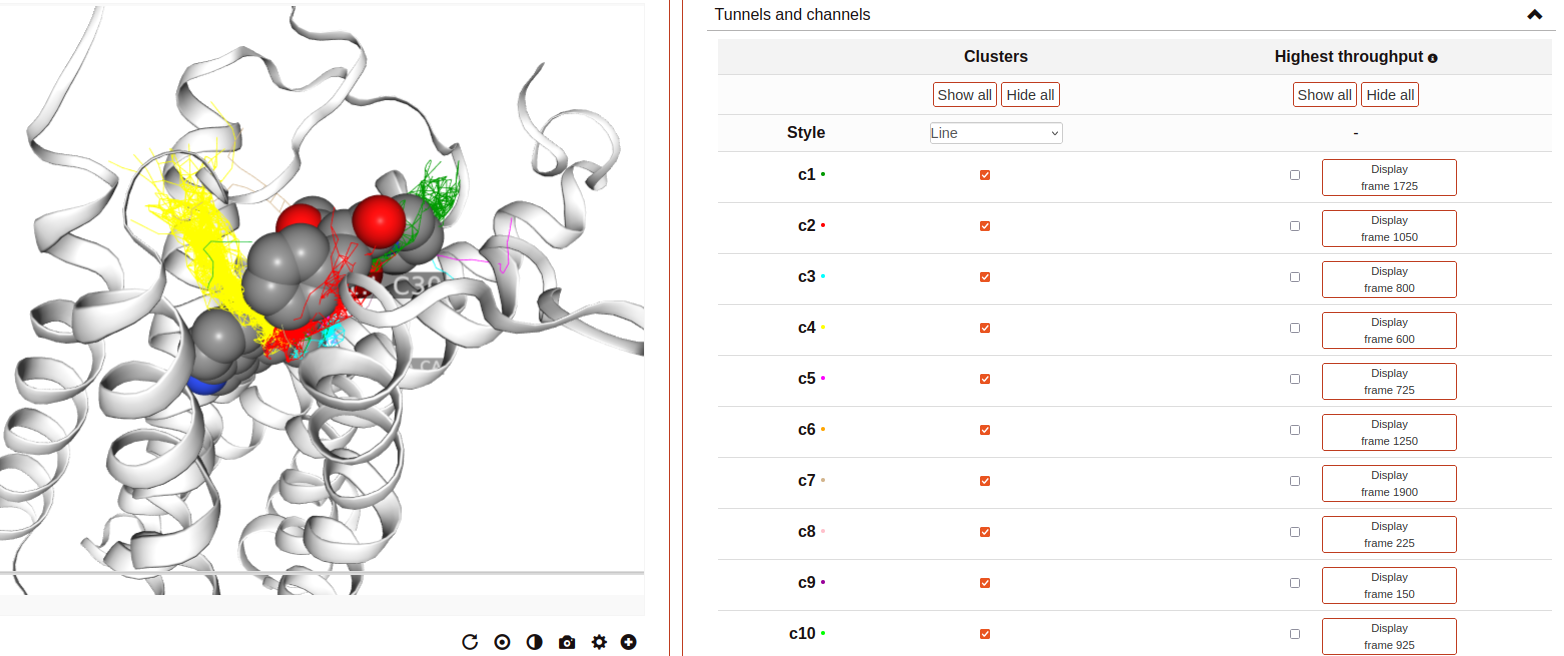 Tunnels and channels
Clusters Highest throughput
Show all Hide all Show all Hide all
Style Line -
c1 Display
frame 1725
c2 Display
frame 1050
c3 Display
frame 800
c4 Display
frame 600
c5 Display
frame 725
c6 Display
frame 1250
c7 Display
frame 1900
c8 Display
frame 225
c9 Display
frame 150
c10 Display
frame 925